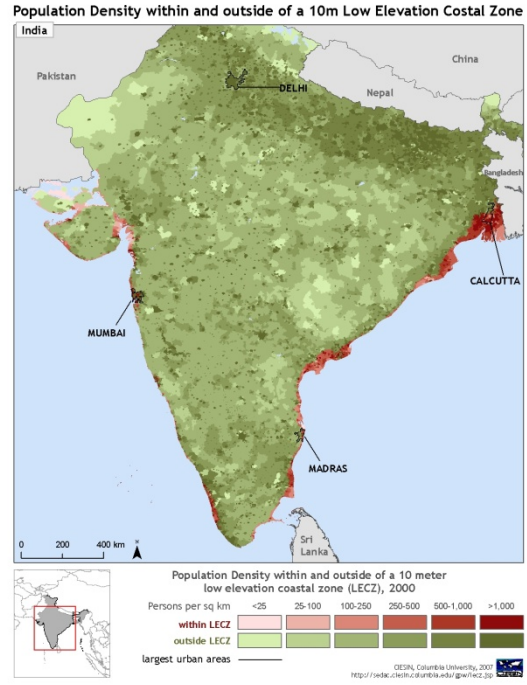 Population Density within and outside of a 10m Low Elevation Costal Zone
India
China
Pakistan
DELHI
Nepal
Bangladesh
CALCUTTA
MUMBAI
MADRAS
Sri
Lanka
0 200 400 km
N
Population Density within and outside of a 10 meter
low elevation coastal zone (LECZ), 2000
Persons per sq km <25 25-100 100-250 250-500 500-1,000 >1,000
within LECZ
outside LECZ
largest urban areas
CIESIN, Columbia University, 2007
http://sedac.ciesin.columbia.edu/gpw/lecz.jsp